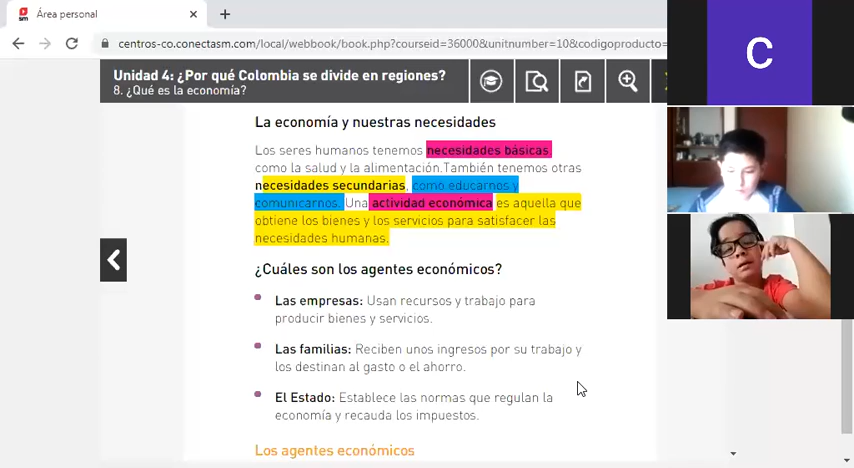 Área personal
centros-co.conectasm.com/local/webbook/book.php?courseid=36000&unitnumber=10&codigoproducto=
Unidad 4: ¿Por qué Colombia se divide en regiones?
8. ¿Qué es la economía?
La economía y nuestras necesidades
Los seres humanos tenemos necesidades básicas,
como la salud y la alimentación.También tenemos otras
necesidades secundarias, como educarnos y
comunicarnos. Una actividad económica es aquella que
obtiene los bienes y los servicios para satisfacer las
necesidades humanas.
¿Cuáles son los agentes económicos?
Las empresas: Usan recursos y trabajo para
producir bienes y servicios.
Las familias: Reciben unos ingresos por su trabajo y
los destinan al gasto o el ahorro.
El Estado: Establece las normas que regulan la
economía y recauda los impuestos.
Los agentes económicos
C
sm